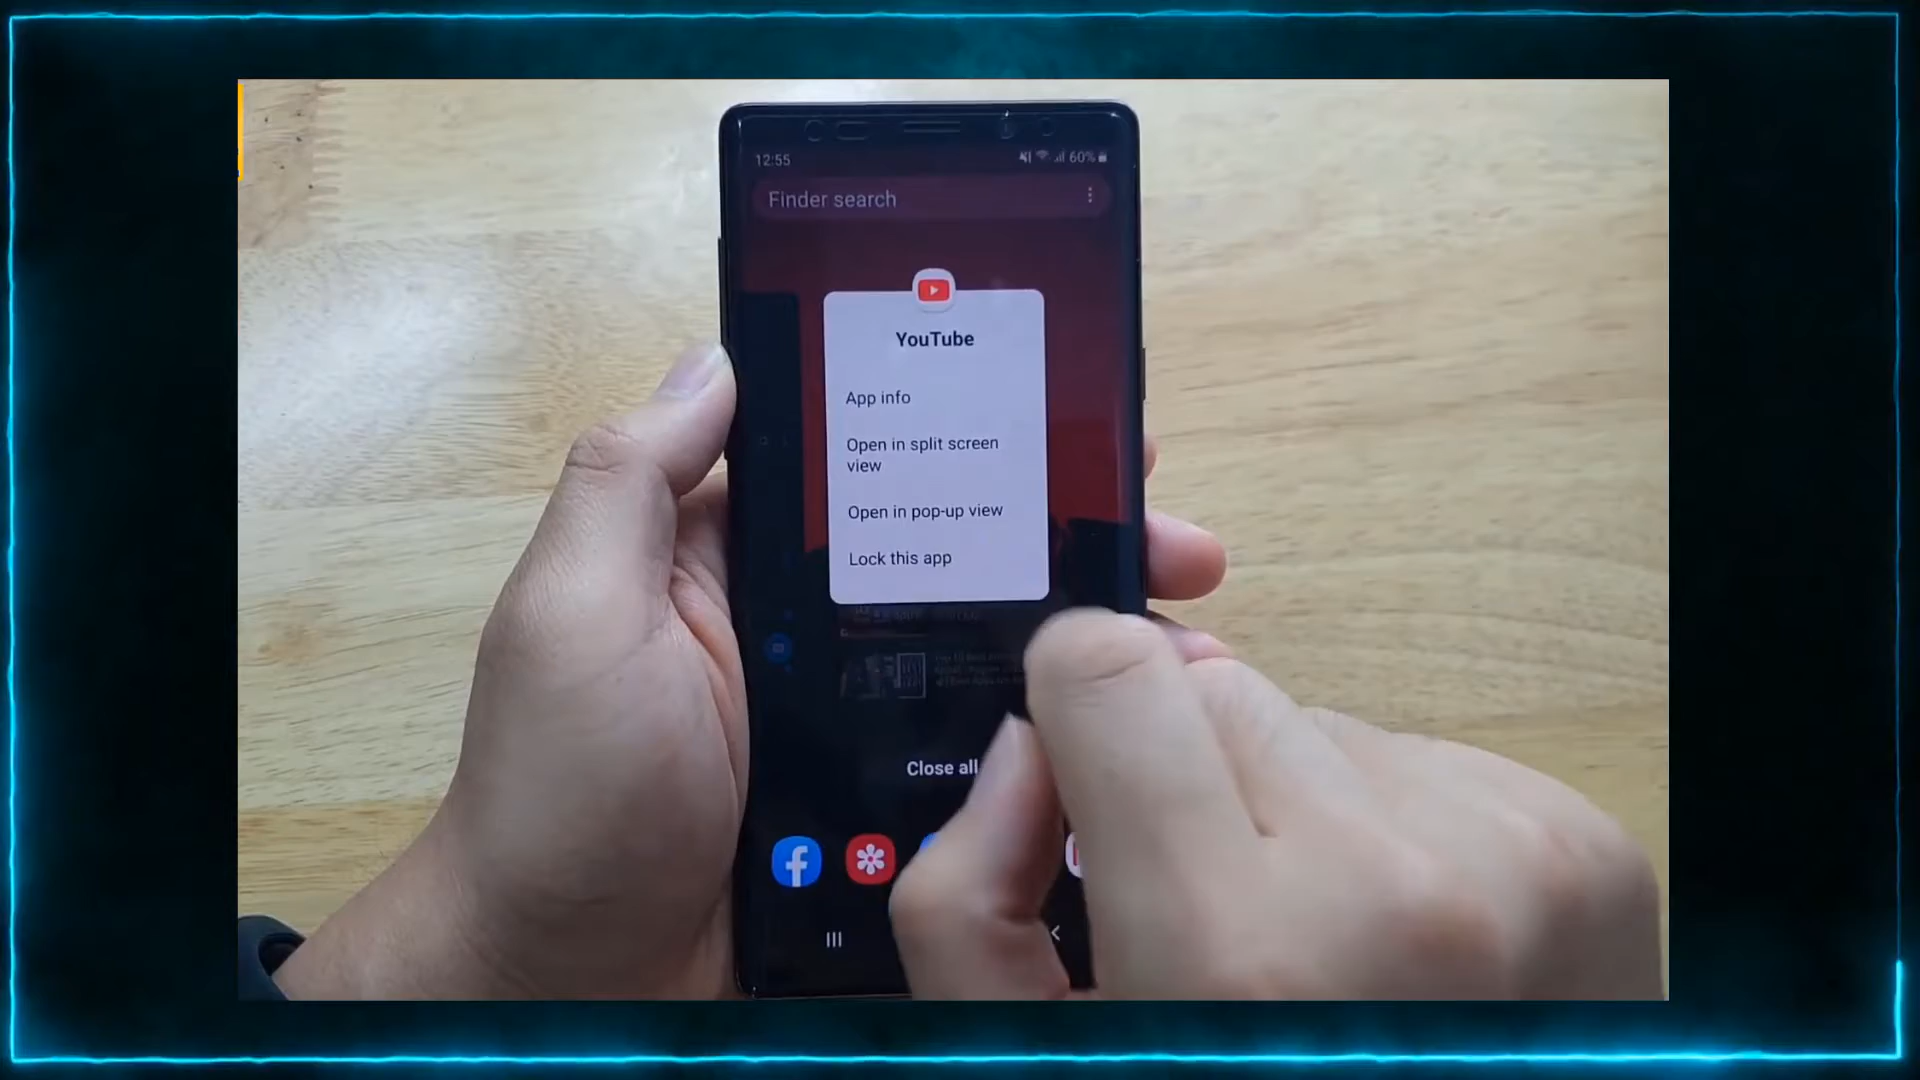 12:55
60%
Finder search
YouTube
App info
Open in split screen
view
Open in pop-up view
Lock this app
Close all